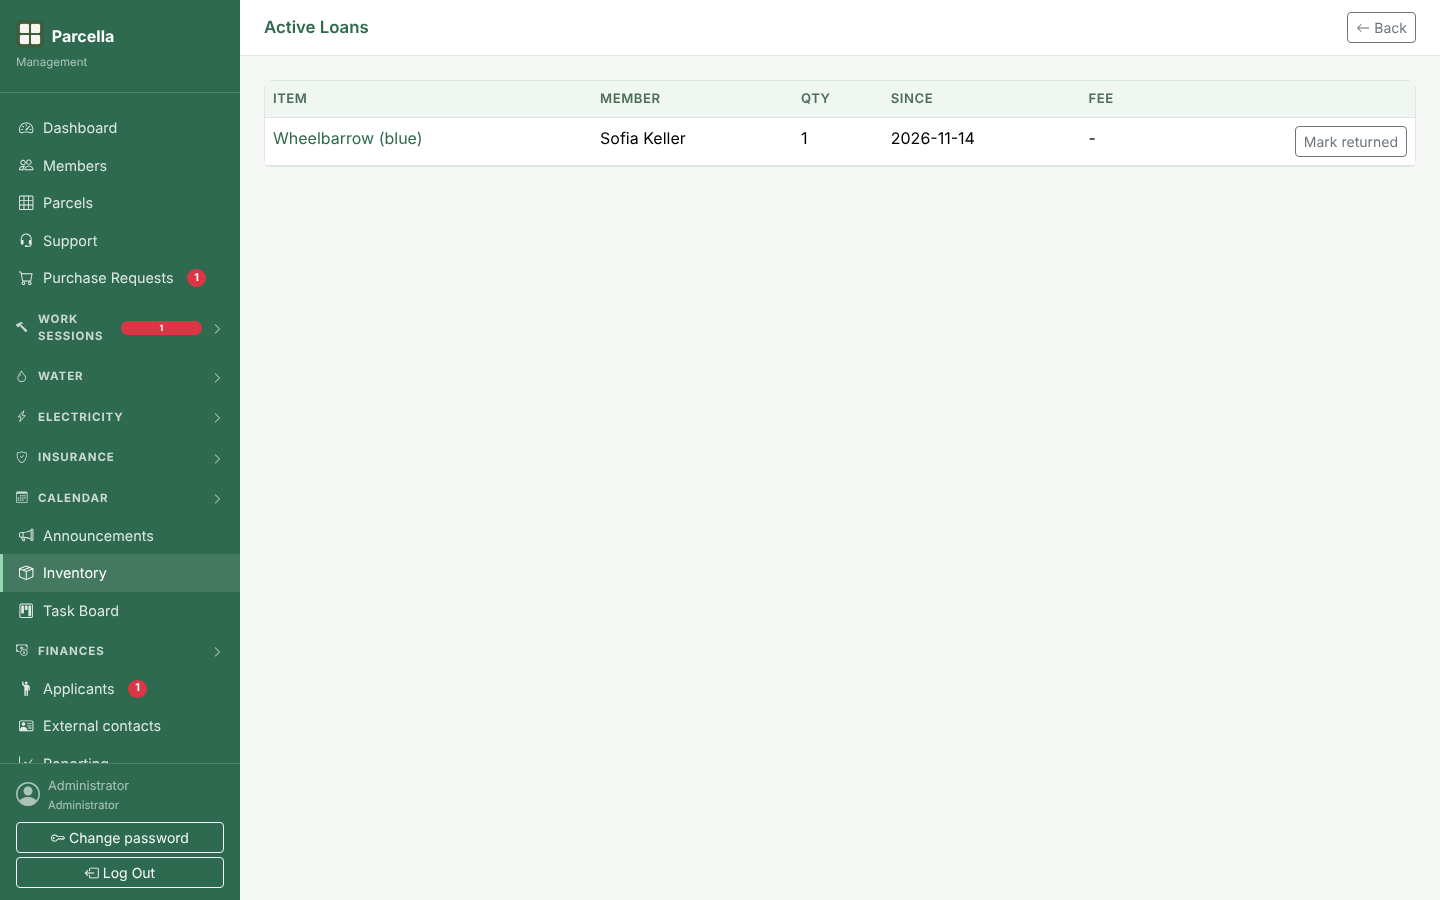 Parcella
Management
Dashboard
Members
Parcels
Support
Purchase Requests 1
WORK SESSIONS 1
WATER
ELECTRICITY
INSURANCE
CALENDAR
Announcements
Inventory
Task Board
FINANCES
Applicants 1
External contacts
Reporting
Administrator
Administrator
Change password
Log Out
Active Loans
Back
ITEM MEMBER QTY SINCE FEE
Wheelbarrow (blue) Sofia Keller 1 2026-11-14 - Mark returned